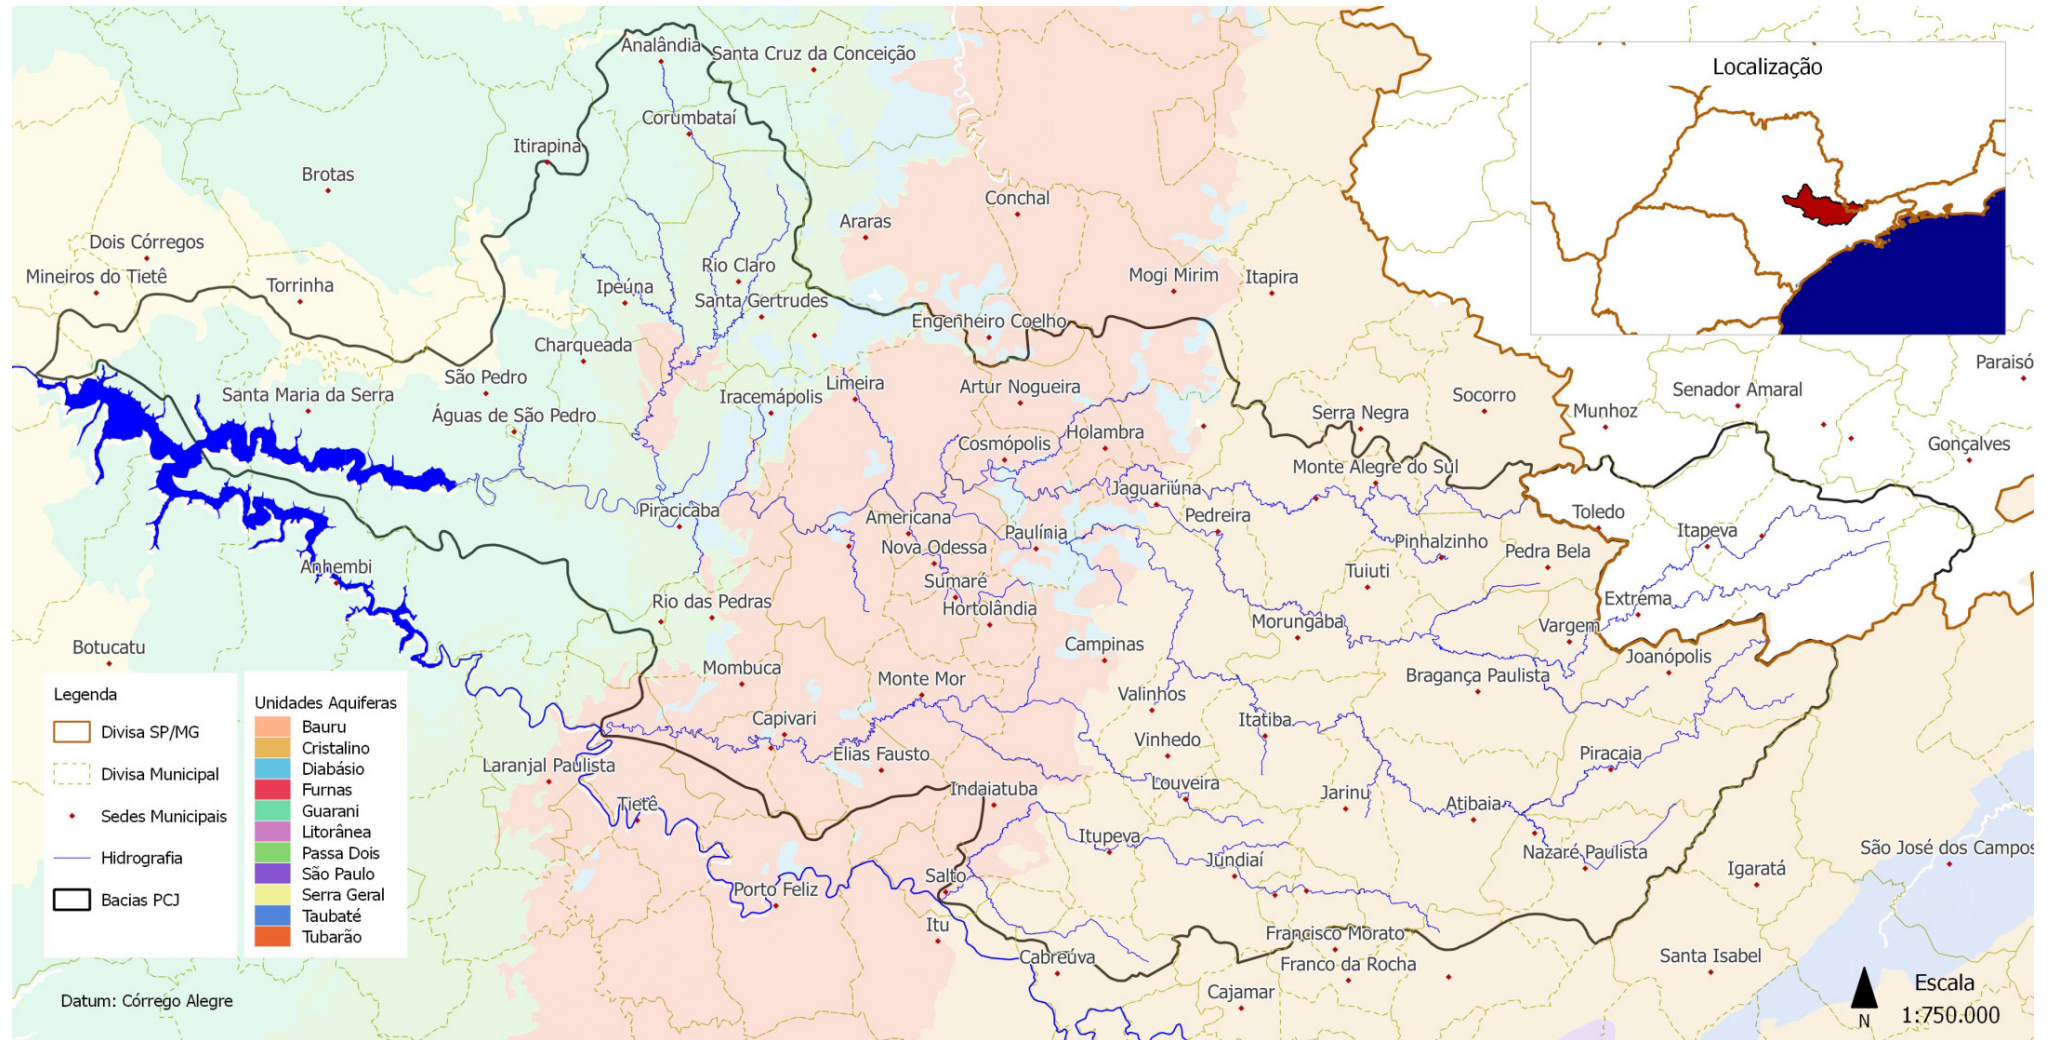 Analândia
Santa Cruz da Conceição
Localização
Corumbataí
Itirapina
Brotas
Conchal
Araras
Dois Córregos
Mineiros do Tietê
Torrinha
Rio Claro
Ipeúna
Santa Gertrudes
Mogi Mirim
Itapira
Engenheiro Coelho
Charqueada
São Pedro
Santa Maria da Serra
Águas de São Pedro
Iracemápolis
Limeira
Artur Nogueira
Socorro
Serra Negra
Munhoz
Senador Amaral
Paraisó
Gonçalves
Cosmópolis
Holambra
Monte Alegre do Sul
Jaguariúna
Piracicaba
Americana
Pedreira
Toledo
Paulínia
Nova Odessa
Pinhalzinho
Pedra Bela
Itapeva
Anhembi
Sumaré
Tuiuti
Hortolândia
Rio das Pedras
Extrema
Morungaba
Vargem
Botucatu
Campinas
Joanópolis
Mombuca
Monte Mor
Bragança Paulista
Valinhos
Capivari
Itatiba
Vinhedo
Elias Fausto
Piracaia
Laranjal Paulista
Louveira
Indaiatuba
Jarinu
Atibaia
Tietê
Itupeva
Jundiaí
Nazaré Paulista
São José dos Campos
Igaratá
Salto
Porto Feliz
Itu
Francisco Morato
Cabreúva
Franco da Rocha
Santa Isabel
Cajamar
Legenda
Divisa SP/MG
Divisa Municipal
Sedes Municipais
Hidrografia
Bacias PCJ
Unidades Aquiferas
Bauru
Cristalino
Diabásio
Furnas
Guarani
Litorânea
Passa Dois
São Paulo
Serra Geral
Taubaté
Tubarão
Datum: Córrego Alegre
N
Escala
1:750.000